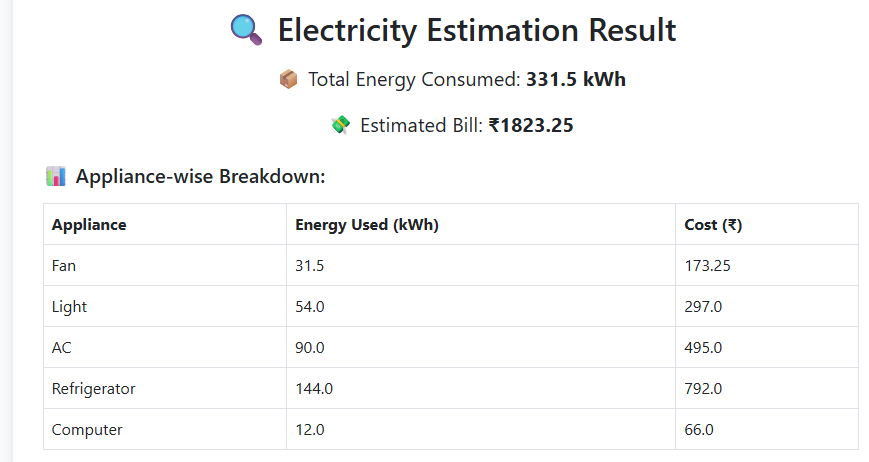 Electricity Estimation Result
Total Energy Consumed: 331.5 kWh
Estimated Bill: ₹1823.25
Appliance-wise Breakdown:
Appliance Energy Used (kWh) Cost (₹)
Fan 31.5 173.25
Light 54.0 297.0
AC 90.0 495.0
Refrigerator 144.0 792.0
Computer 12.0 66.0